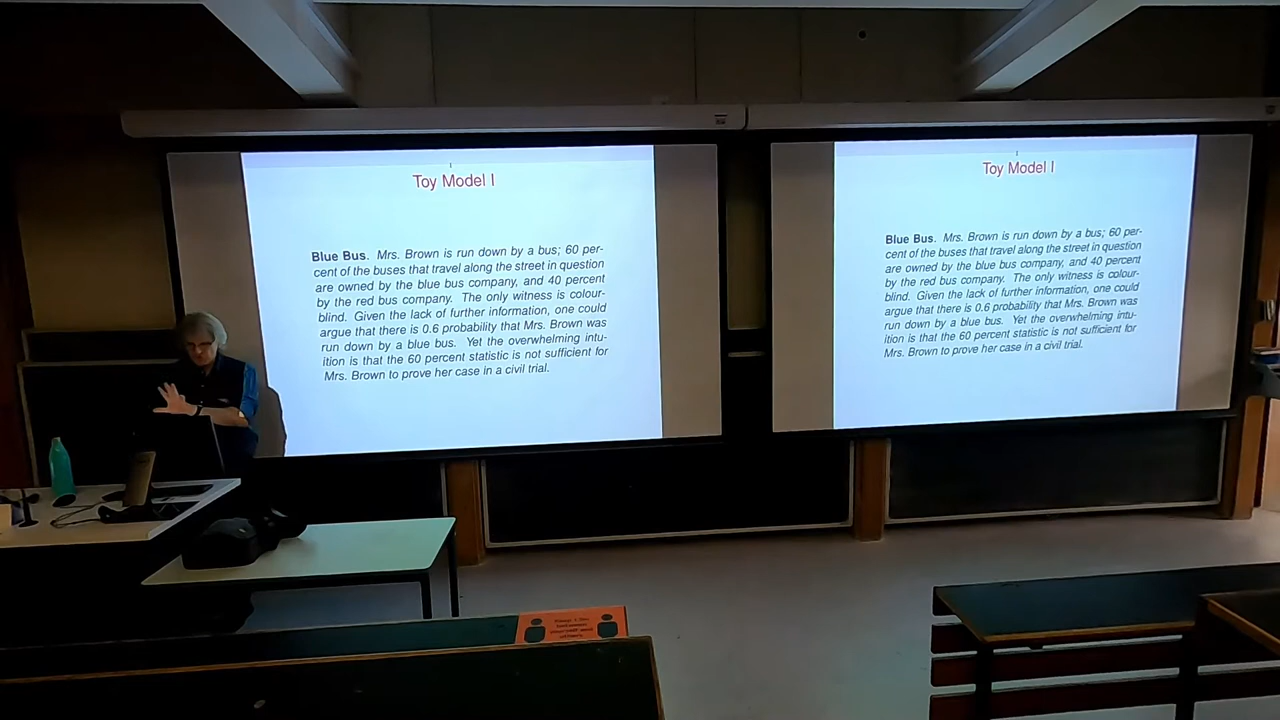 Toy Model I
Blue Bus. Mrs. Brown is run down by a bus; 60 per-
cent of the buses that travel along the street in question
are owned by the blue bus company, and 40 percent
by the red bus company. The only witness is colour-
blind. Given the lack of further information, one could
argue that there is 0.6 probability that Mrs. Brown was
run down by a blue bus. Yet the overwhelming intu-
ition is that the 60 percent statistic is not sufficient for
Mrs. Brown to prove her case in a civil trial.
Toy Model I
Blue Bus. Mrs. Brown is run down by a bus; 60 per-
cent of the buses that travel along the street in question
are owned by the blue bus company, and 40 percent
by the red bus company. The only witness is colour-
blind. Given the lack of further information, one could
argue that there is 0.6 probability that Mrs. Brown was
run down by a blue bus. Yet the overwhelming intu-
ition is that the 60 percent statistic is not sufficient for
Mrs. Brown to prove her case in a civil trial.